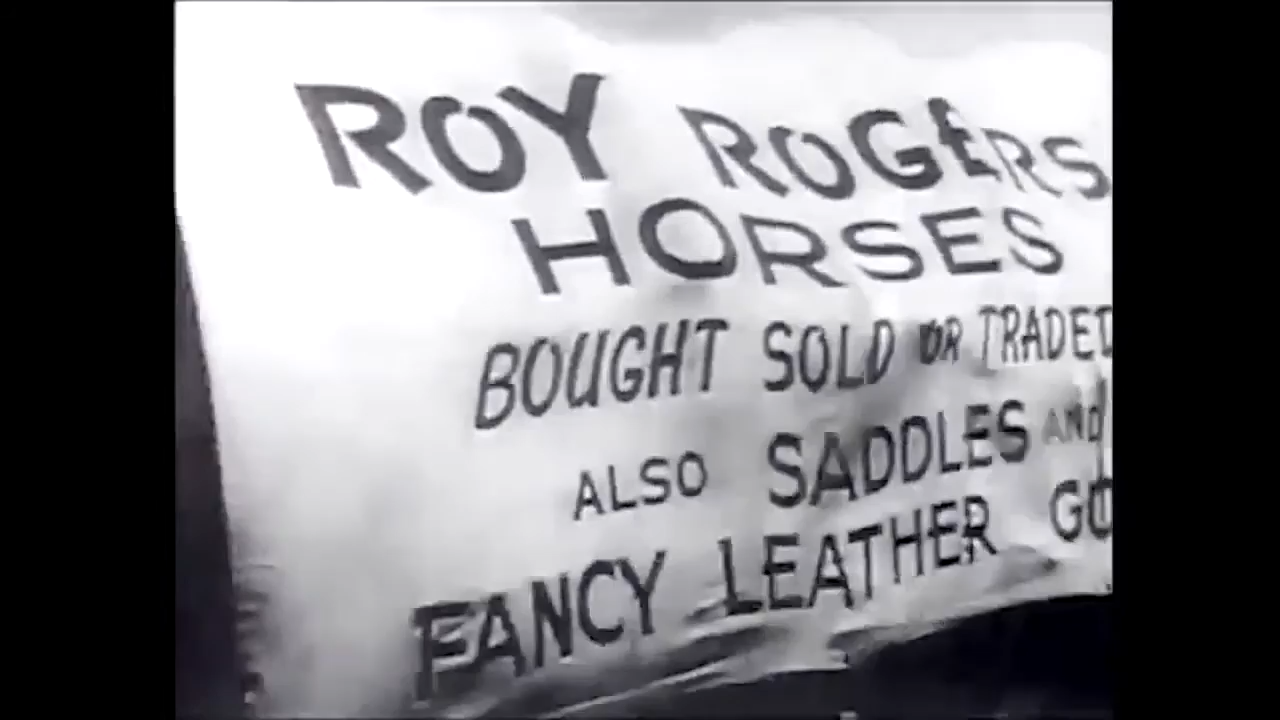 ROY ROGERS
HORSES
BOUGHT SOLD OR TRADED
ALSO SADDLES AND
FANCY LEATHER